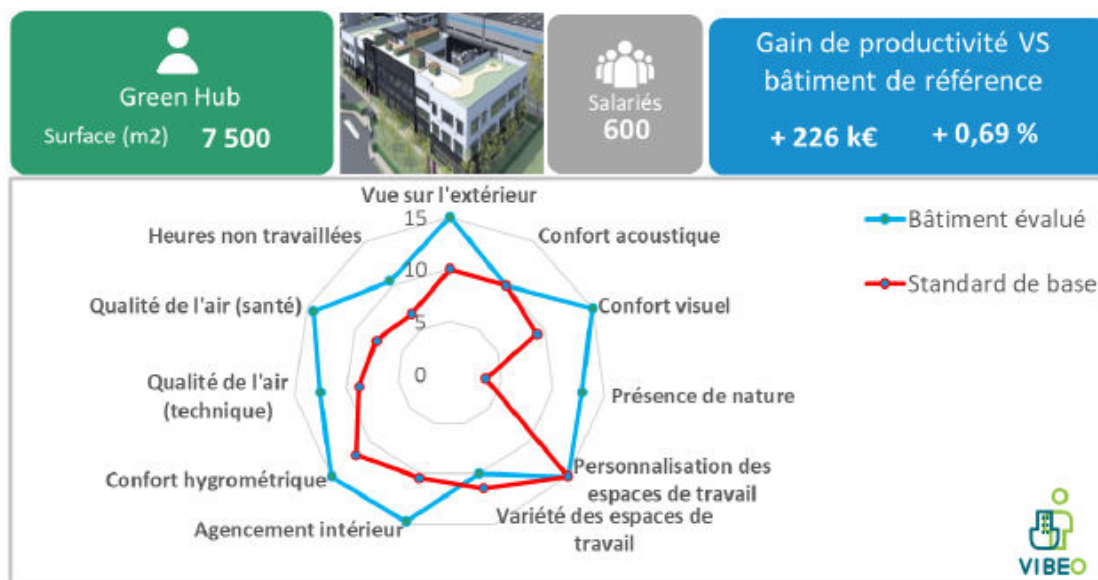 Green Hub
Surface (m2) 7 500
Salariés
600
Gain de productivité VS
bâtiment de référence
+ 226 k€ + 0,69 %
Vue sur l'extérieur
15
Heures non travaillées
Confort acoustique
Bâtiment évalué
10
Qualité de l'air (santé)
Confort visuel
Standard de base
5
0
Qualité de l'air
(technique)
Présence de nature
Confort hygrométrique
Personnalisation des
espaces de travail
Agencement intérieur
Variété des espaces de
travail
VIBEO